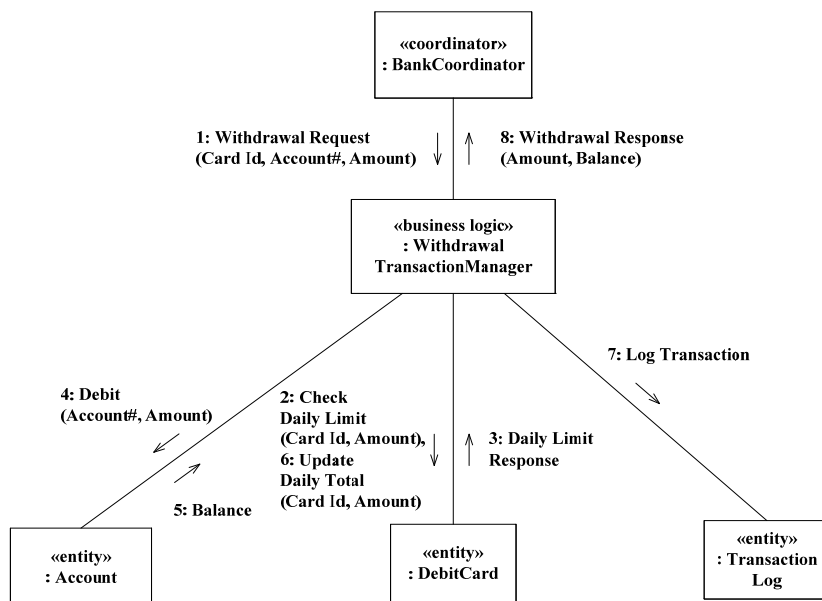 «coordinator»
: BankCoordinator
1: Withdrawal Request
(Card Id, Account#, Amount)
8: Withdrawal Response
(Amount, Balance)
«business logic»
: Withdrawal
TransactionManager
7: Log Transaction
4: Debit
(Account#, Amount)
2: Check
Daily Limit
(Card Id, Amount),
6: Update
Daily Total
(Card Id, Amount)
3: Daily Limit
Response
5: Balance
«entity»
: Account
«entity»
: DebitCard
«entity»
: Transaction
Log